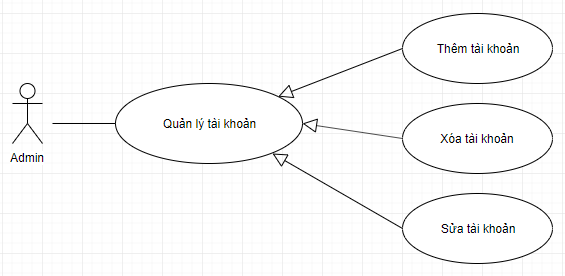 Thêm tài khoản
Quản lý tài khoản
Xóa tài khoản
Admin
Sửa tài khoản